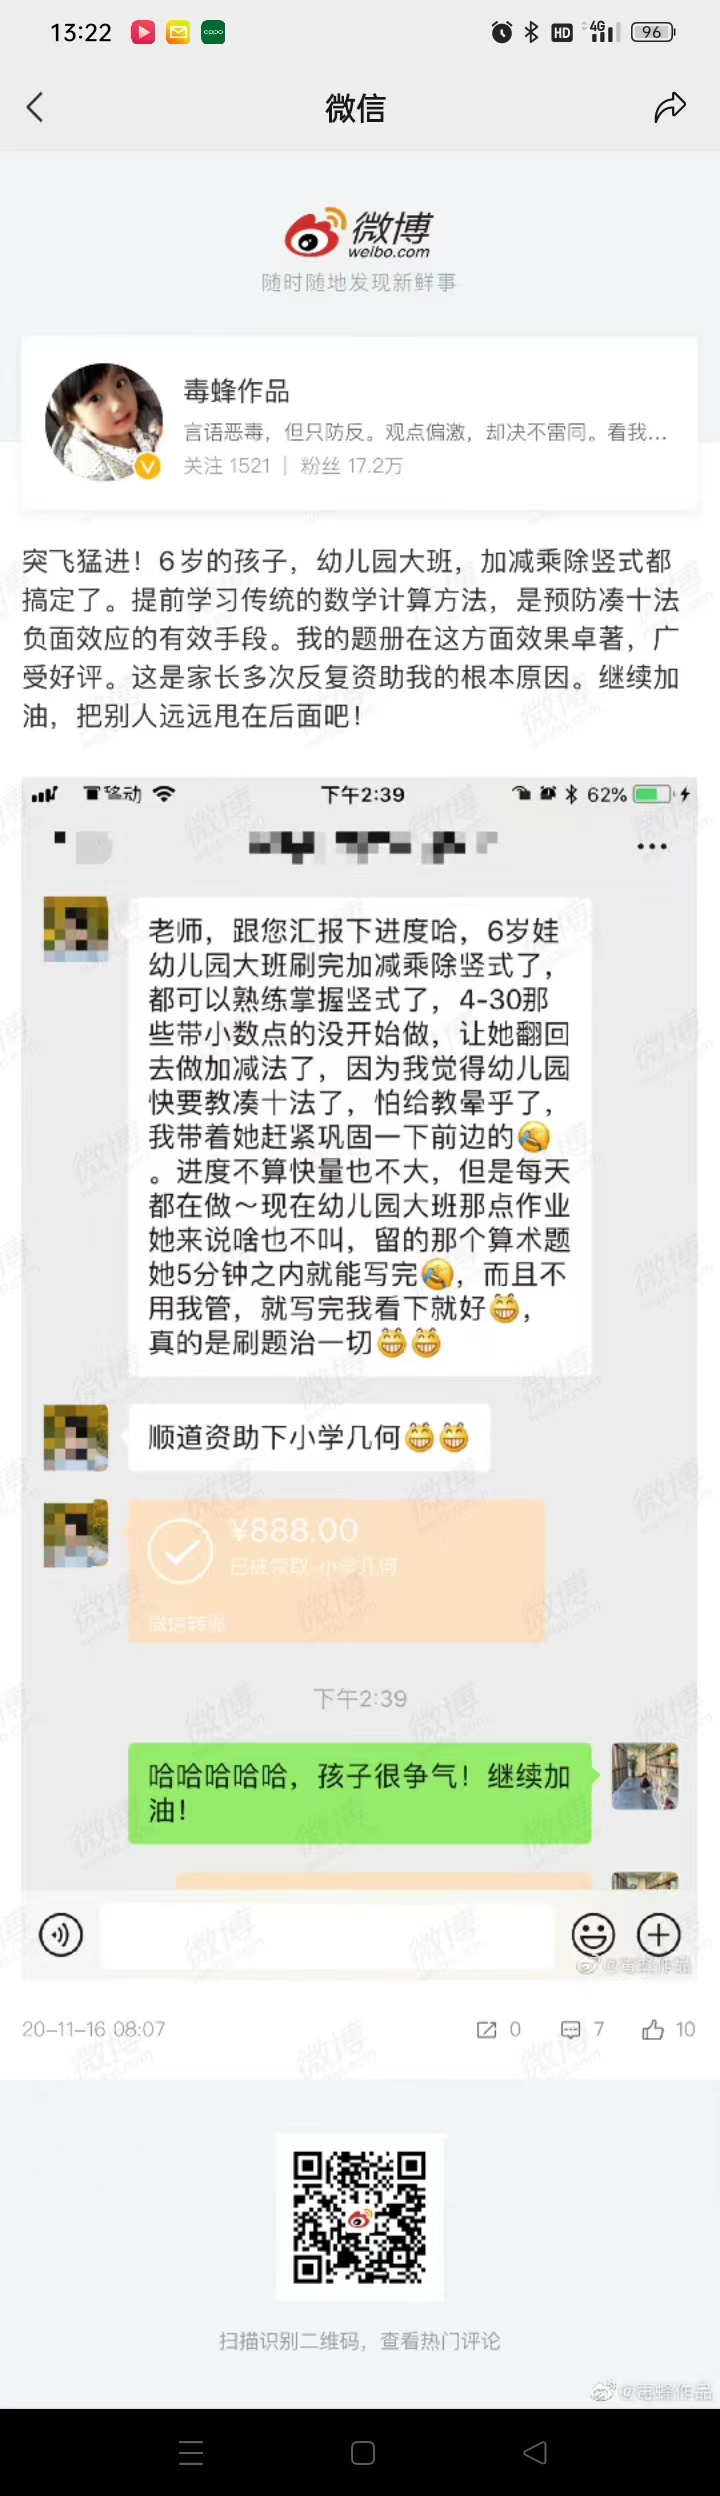 13:22
HD
4G
96
微信
微博
weibo.com
随时随地发现新鲜事
毒蜂作品
言语恶毒，但只防反。观点偏激，却决不雷同。看我...
关注 1521 | 粉丝 17.2万
突飞猛进！6岁的孩子，幼儿园大班，加减乘除竖式都
搞定了。提前学习传统的数学计算方法，是预防凑十法
负面效应的有效手段。我的题册在这方面效果卓著，广
受好评。这是家长多次反复资助我的根本原因。继续加
油，把别人远远甩在后面吧！
下午2:39
62%
老师，跟您汇报下进度哈，6岁娃
幼儿园大班刷完加减乘除竖式了，
都可以熟练掌握竖式了，4-30那
些带小数点的没开始做，让她翻回
去做加减法了，因为我觉得幼儿园
快要教凑十法了，怕给教晕乎了，
我带着她赶紧巩固一下前边的🤣
。进度不算快量也不大，但是每天
都在做～现在幼儿园大班那点作业
她来说啥也不叫，留的那个算术题
她5分钟之内就能写完🤣，而且不
用我管，就写完我看下就好😁，
真的是刷题治一切😁😁
顺道资助下小学几何😁😁
¥888.00
已被领取-小学几何
微信转账
下午2:39
哈哈哈哈哈，孩子很争气！继续加
油！
@毒蜂作品
20-11-16 08:07
0
7
10
扫描识别二维码，查看热门评论
@毒蜂作品